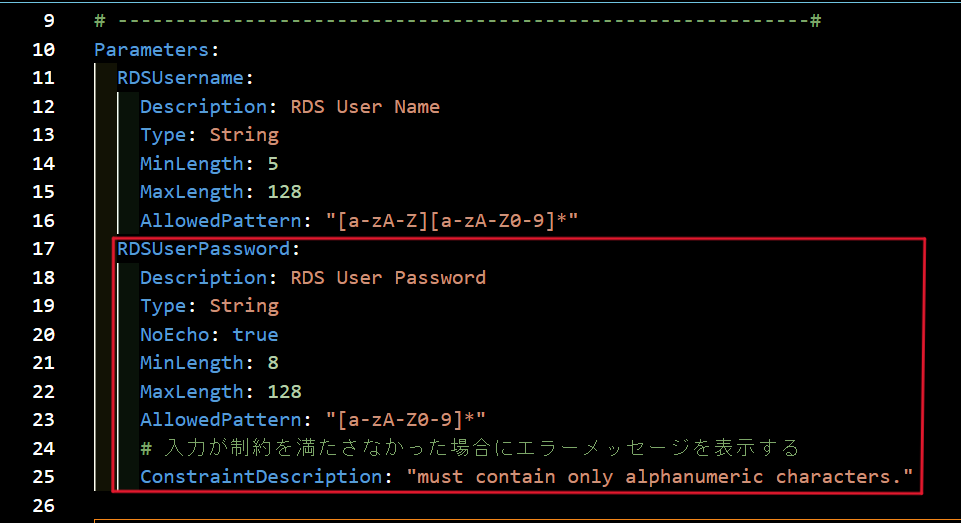 9 # ------------------------------------------------------------#
10 Parameters:
11 RDSUsername:
12 Description: RDS User Name
13 Type: String
14 MinLength: 5
15 MaxLength: 128
16 AllowedPattern: "[a-zA-Z][a-zA-Z0-9]*"
17 RDSUserPassword:
18 Description: RDS User Password
19 Type: String
20 NoEcho: true
21 MinLength: 8
22 MaxLength: 128
23 AllowedPattern: "[a-zA-Z0-9]*"
24 # 入力が制約を満たさなかった場合にエラーメッセージを表示する
25 ConstraintDescription: "must contain only alphanumeric characters."
26